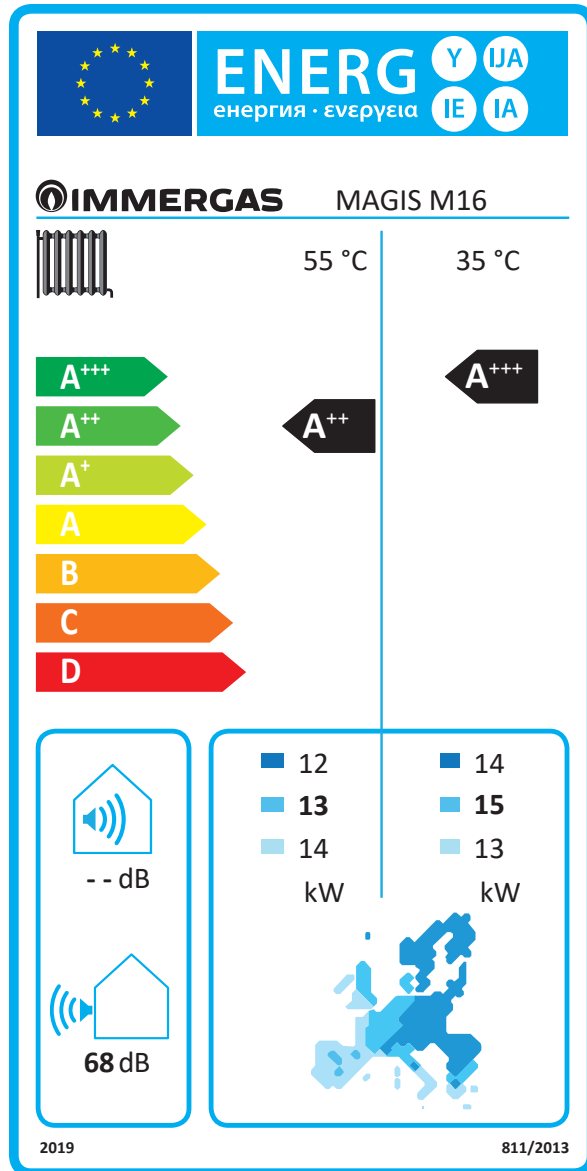 ENERG Y IJA
енергия · ενεργεια IE IA
IMMERGAS MAGIS M16
55 °C 35 °C
A+++ A+++
A++ A++
A+
A
B
C
D
12 14
13 15
14 13
kW kW
-- dB
68 dB
2019 811/2013